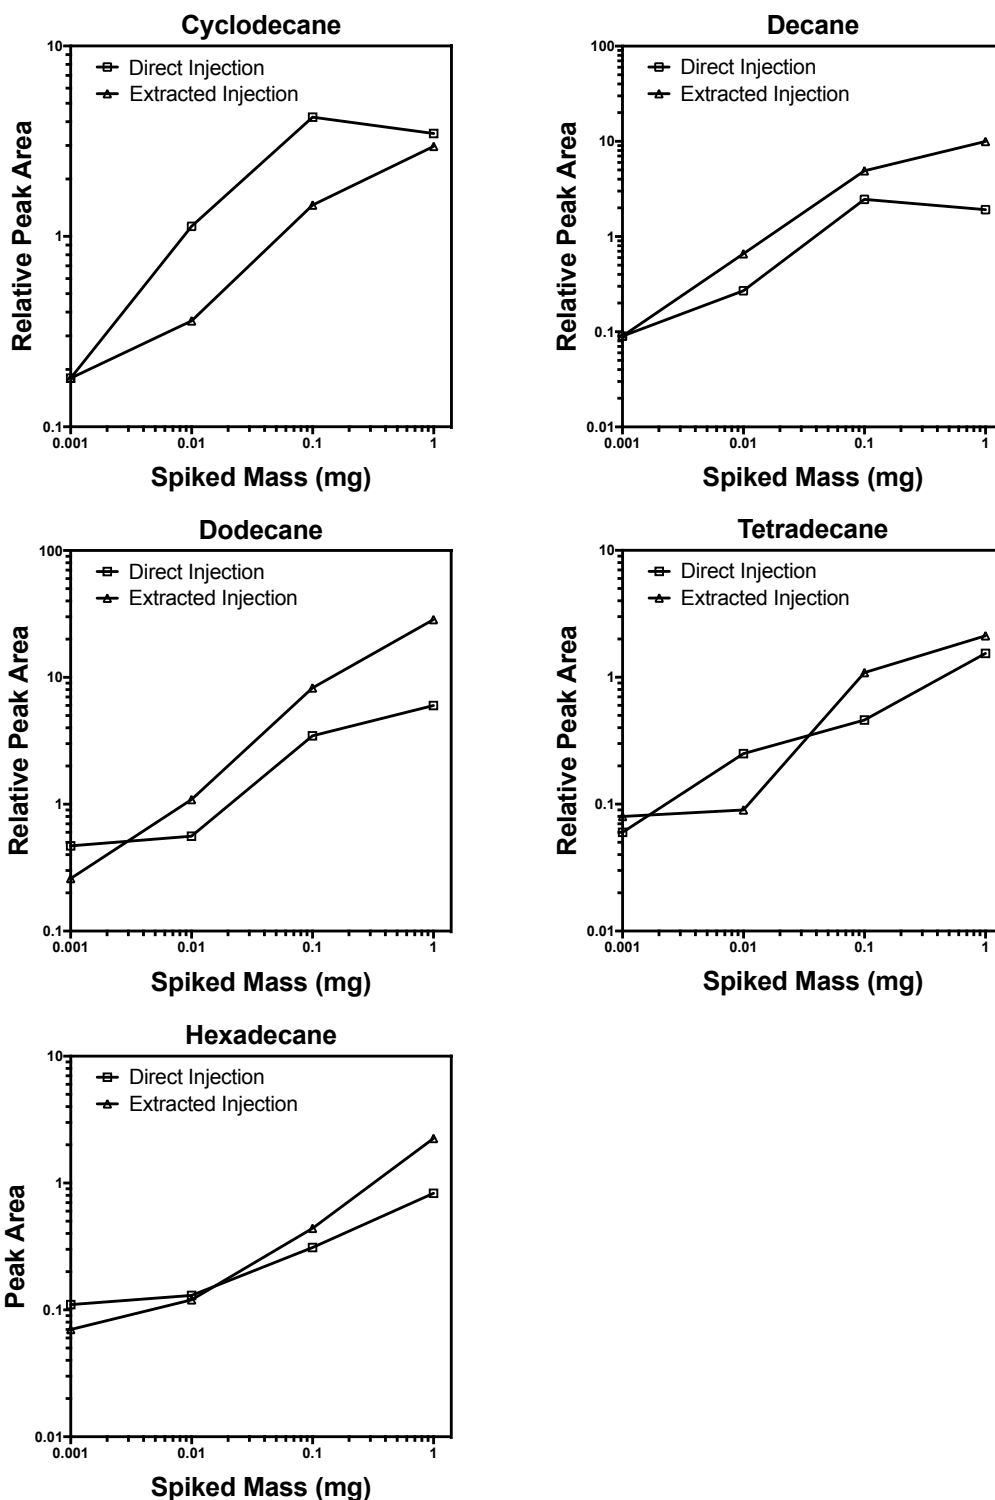 Cyclodecane
Direct Injection
Extracted Injection
Relative Peak Area
10
1
0.1
0.001 0.01 0.1 1
Spiked Mass (mg)
Decane
Direct Injection
Extracted Injection
Relative Peak Area
100
10
1
0.1
0.01
0.001 0.01 0.1 1
Spiked Mass (mg)
Dodecane
Direct Injection
Extracted Injection
Relative Peak Area
100
10
1
0.1
0.001 0.01 0.1 1
Spiked Mass (mg)
Tetradecane
Direct Injection
Extracted Injection
Relative Peak Area
10
1
0.1
0.01
0.001 0.01 0.1 1
Spiked Mass (mg)
Hexadecane
Direct Injection
Extracted Injection
Peak Area
10
1
0.1
0.01
0.001 0.01 0.1 1
Spiked Mass (mg)